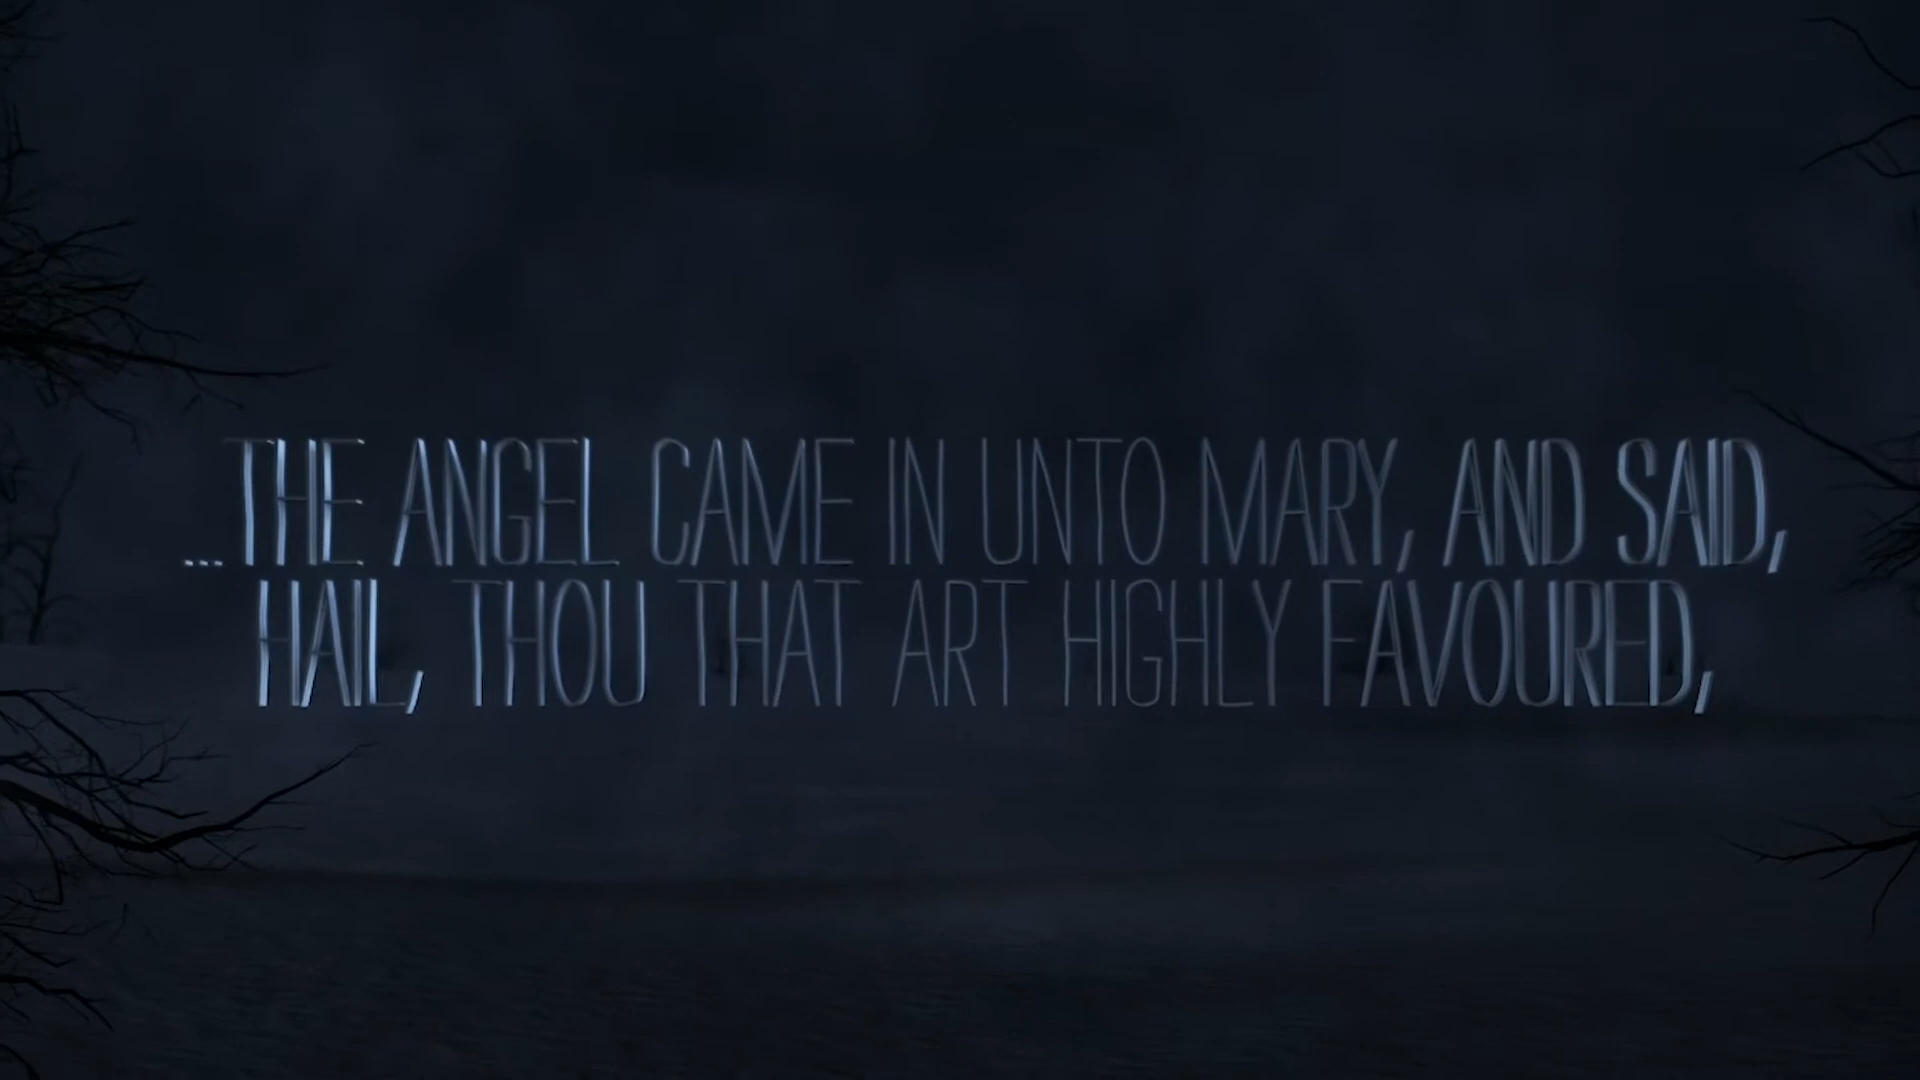 ...THE ANGEL CAME IN UNTO MARY, AND SAID,
HAIL, THOU THAT ART HIGHLY FAVOURED,